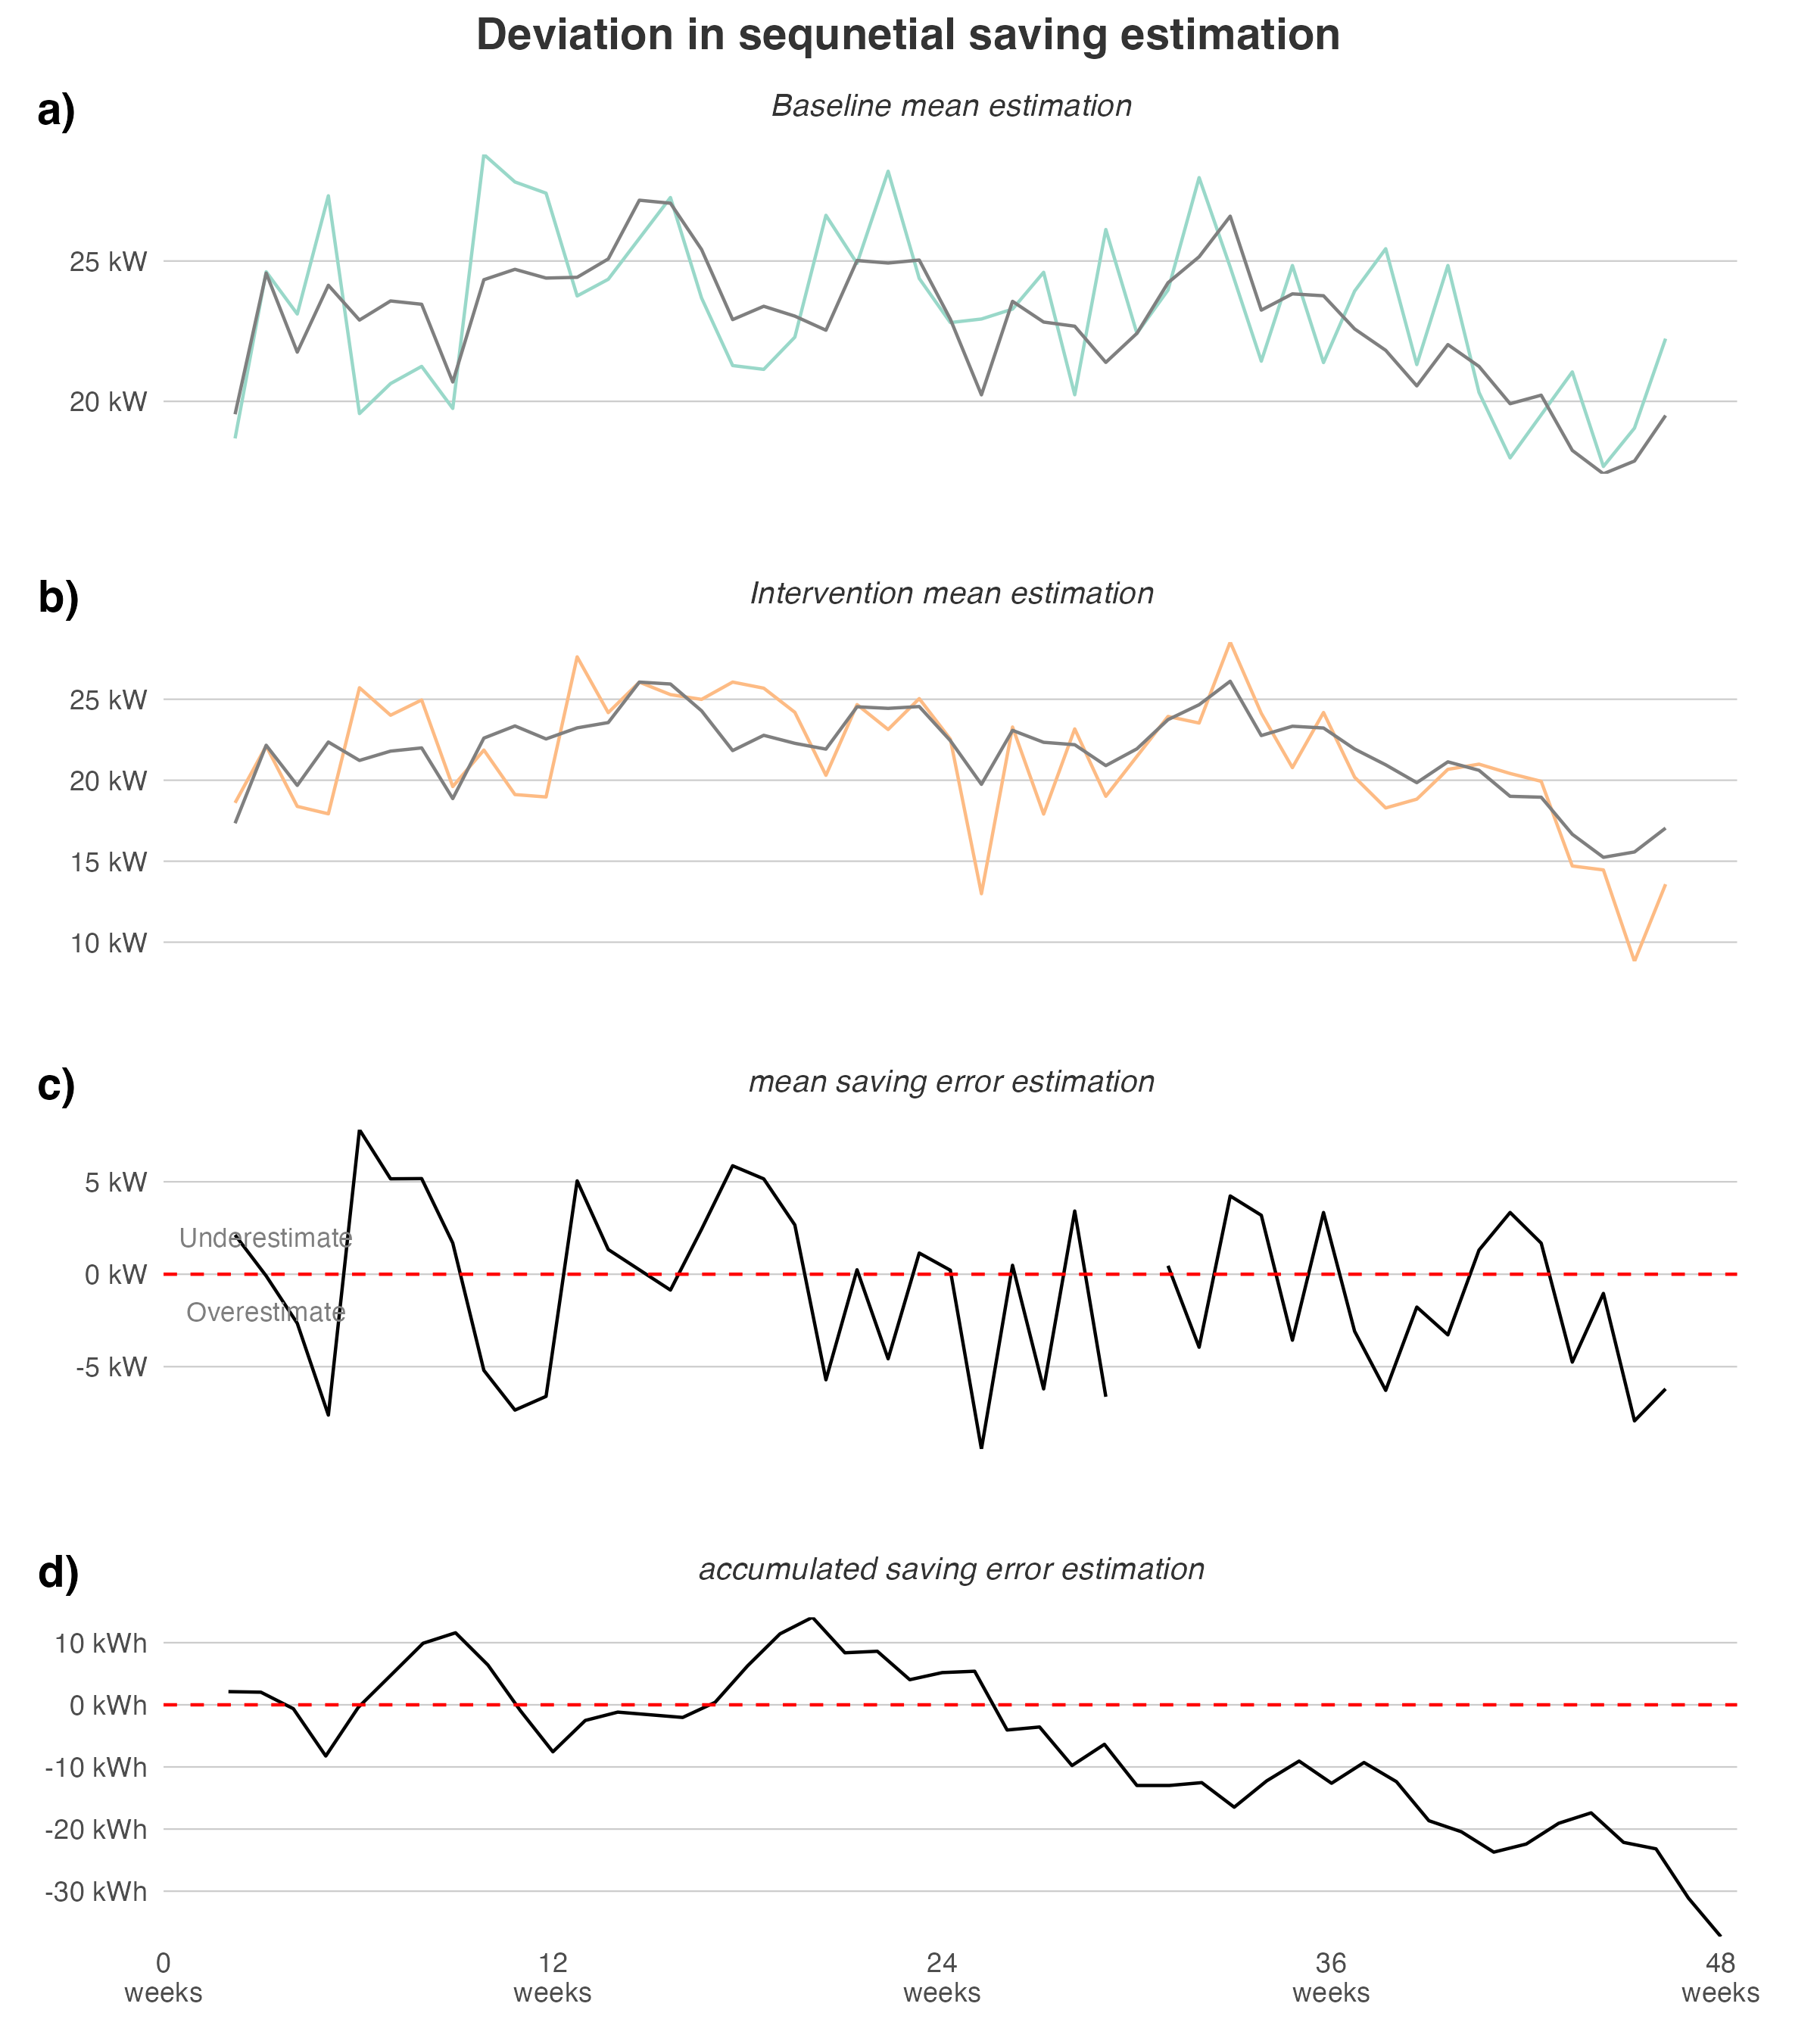 Deviation in sequnetial saving estimation
a)
Baseline mean estimation
25 kW
20 kW
b)
Intervention mean estimation
25 kW
20 kW
15 kW
10 kW
c)
mean saving error estimation
5 kW
Underestimate
0 kW
Overestimate
-5 kW
d)
accumulated saving error estimation
10 kWh
0 kWh
-10 kWh
-20 kWh
-30 kWh
0 12 24 36 48
weeks weeks weeks weeks weeks